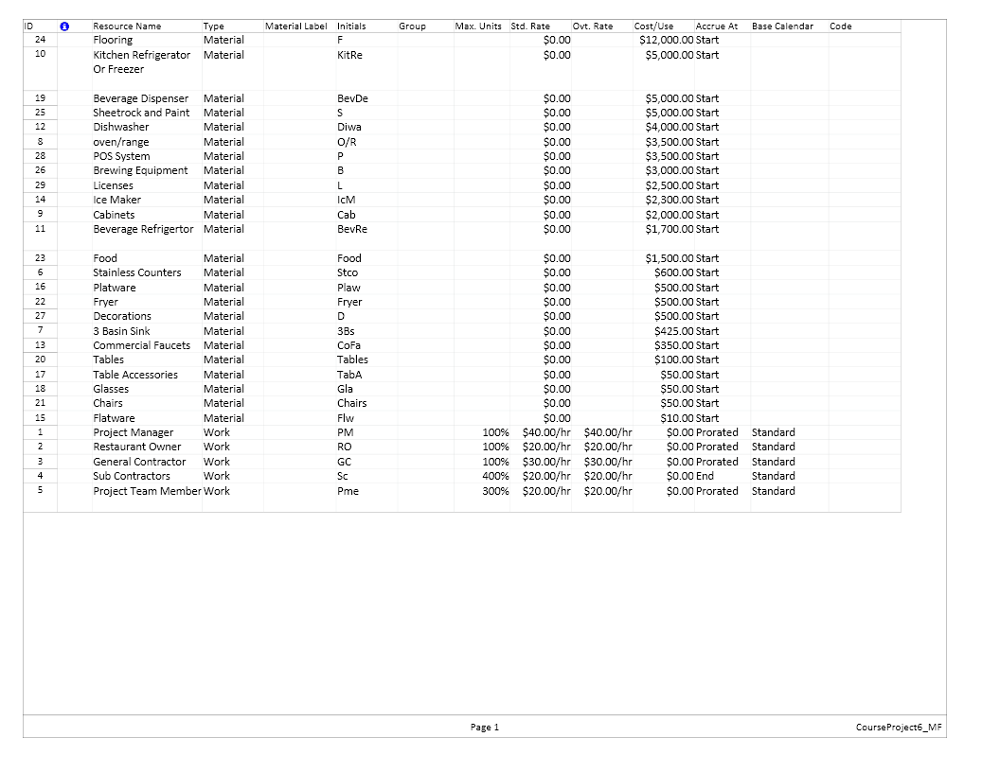 ID Resource Name Type Material Label Initials Group Max. Units Std. Rate Ovt. Rate Cost/Use Accrue At Base Calendar Code
24 Flooring Material F $0.00 $12,000.00 Start
10 Kitchen Refrigerator Material KitRe $0.00 $5,000.00 Start
Or Freezer
19 Beverage Dispenser Material BevDe $0.00 $5,000.00 Start
25 Sheetrock and Paint Material S $0.00 $5,000.00 Start
12 Dishwasher Material Diwa $0.00 $4,000.00 Start
8 oven/range Material O/R $0.00 $3,500.00 Start
28 POS System Material P $0.00 $3,500.00 Start
26 Brewing Equipment Material B $0.00 $3,000.00 Start
29 Licenses Material L $0.00 $2,500.00 Start
14 Ice Maker Material IcM $0.00 $2,300.00 Start
9 Cabinets Material Cab $0.00 $2,000.00 Start
11 Beverage Refrigertor Material BevRe $0.00 $1,700.00 Start
23 Food Material Food $0.00 $1,500.00 Start
6 Stainless Counters Material Stco $0.00 $600.00 Start
16 Platware Material Plaw $0.00 $500.00 Start
22 Fryer Material Fryer $0.00 $500.00 Start
27 Decorations Material D $0.00 $500.00 Start
7 3 Basin Sink Material 3Bs $0.00 $425.00 Start
13 Commercial Faucets Material CoFa $0.00 $350.00 Start
20 Tables Material Tables $0.00 $100.00 Start
17 Table Accessories Material TabA $0.00 $50.00 Start
18 Glasses Material Gla $0.00 $50.00 Start
21 Chairs Material Chairs $0.00 $50.00 Start
15 Flatware Material Flw $0.00 $10.00 Start
1 Project Manager Work PM 100% $40.00/hr $40.00/hr $0.00 Prorated Standard
2 Restaurant Owner Work RO 100% $20.00/hr $20.00/hr $0.00 Prorated Standard
3 General Contractor Work GC 100% $30.00/hr $30.00/hr $0.00 Prorated Standard
4 Sub Contractors Work Sc 400% $20.00/hr $20.00/hr $0.00 End Standard
5 Project Team Member Work Pme 300% $20.00/hr $20.00/hr $0.00 Prorated Standard
Page 1
CourseProject6_MF